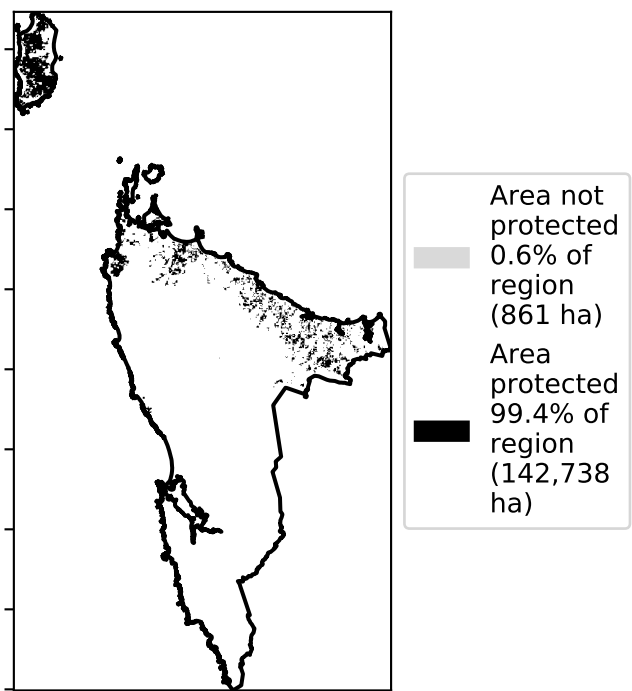 Area not
protected
0.6% of
region
(861 ha)
Area
protected
99.4% of
region
(142,738
ha)